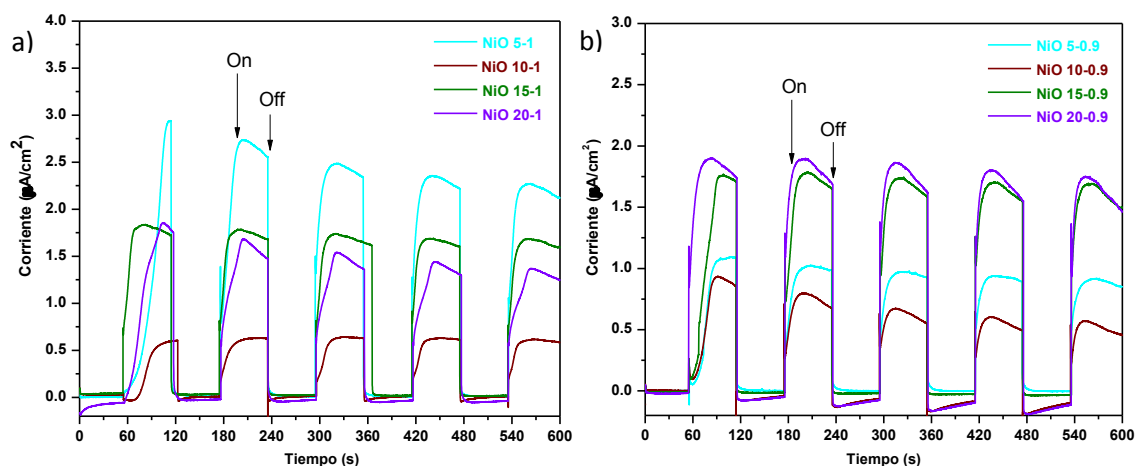 a)
4.0
3.5
3.0
2.5
2.0
1.5
1.0
0.5
0.0
Corriente (µA/cm²)
NiO 5-1
NiO 10-1
NiO 15-1
NiO 20-1
On
Off
0 60 120 180 240 300 360 420 480 540 600
Tiempo (s)
b)
3.0
2.5
2.0
1.5
1.0
0.5
0.0
Corriente (µA/cm²)
NiO 5-0.9
NiO 10-0.9
NiO 15-0.9
NiO 20-0.9
On
Off
0 60 120 180 240 300 360 420 480 540 600
Tiempo (s)